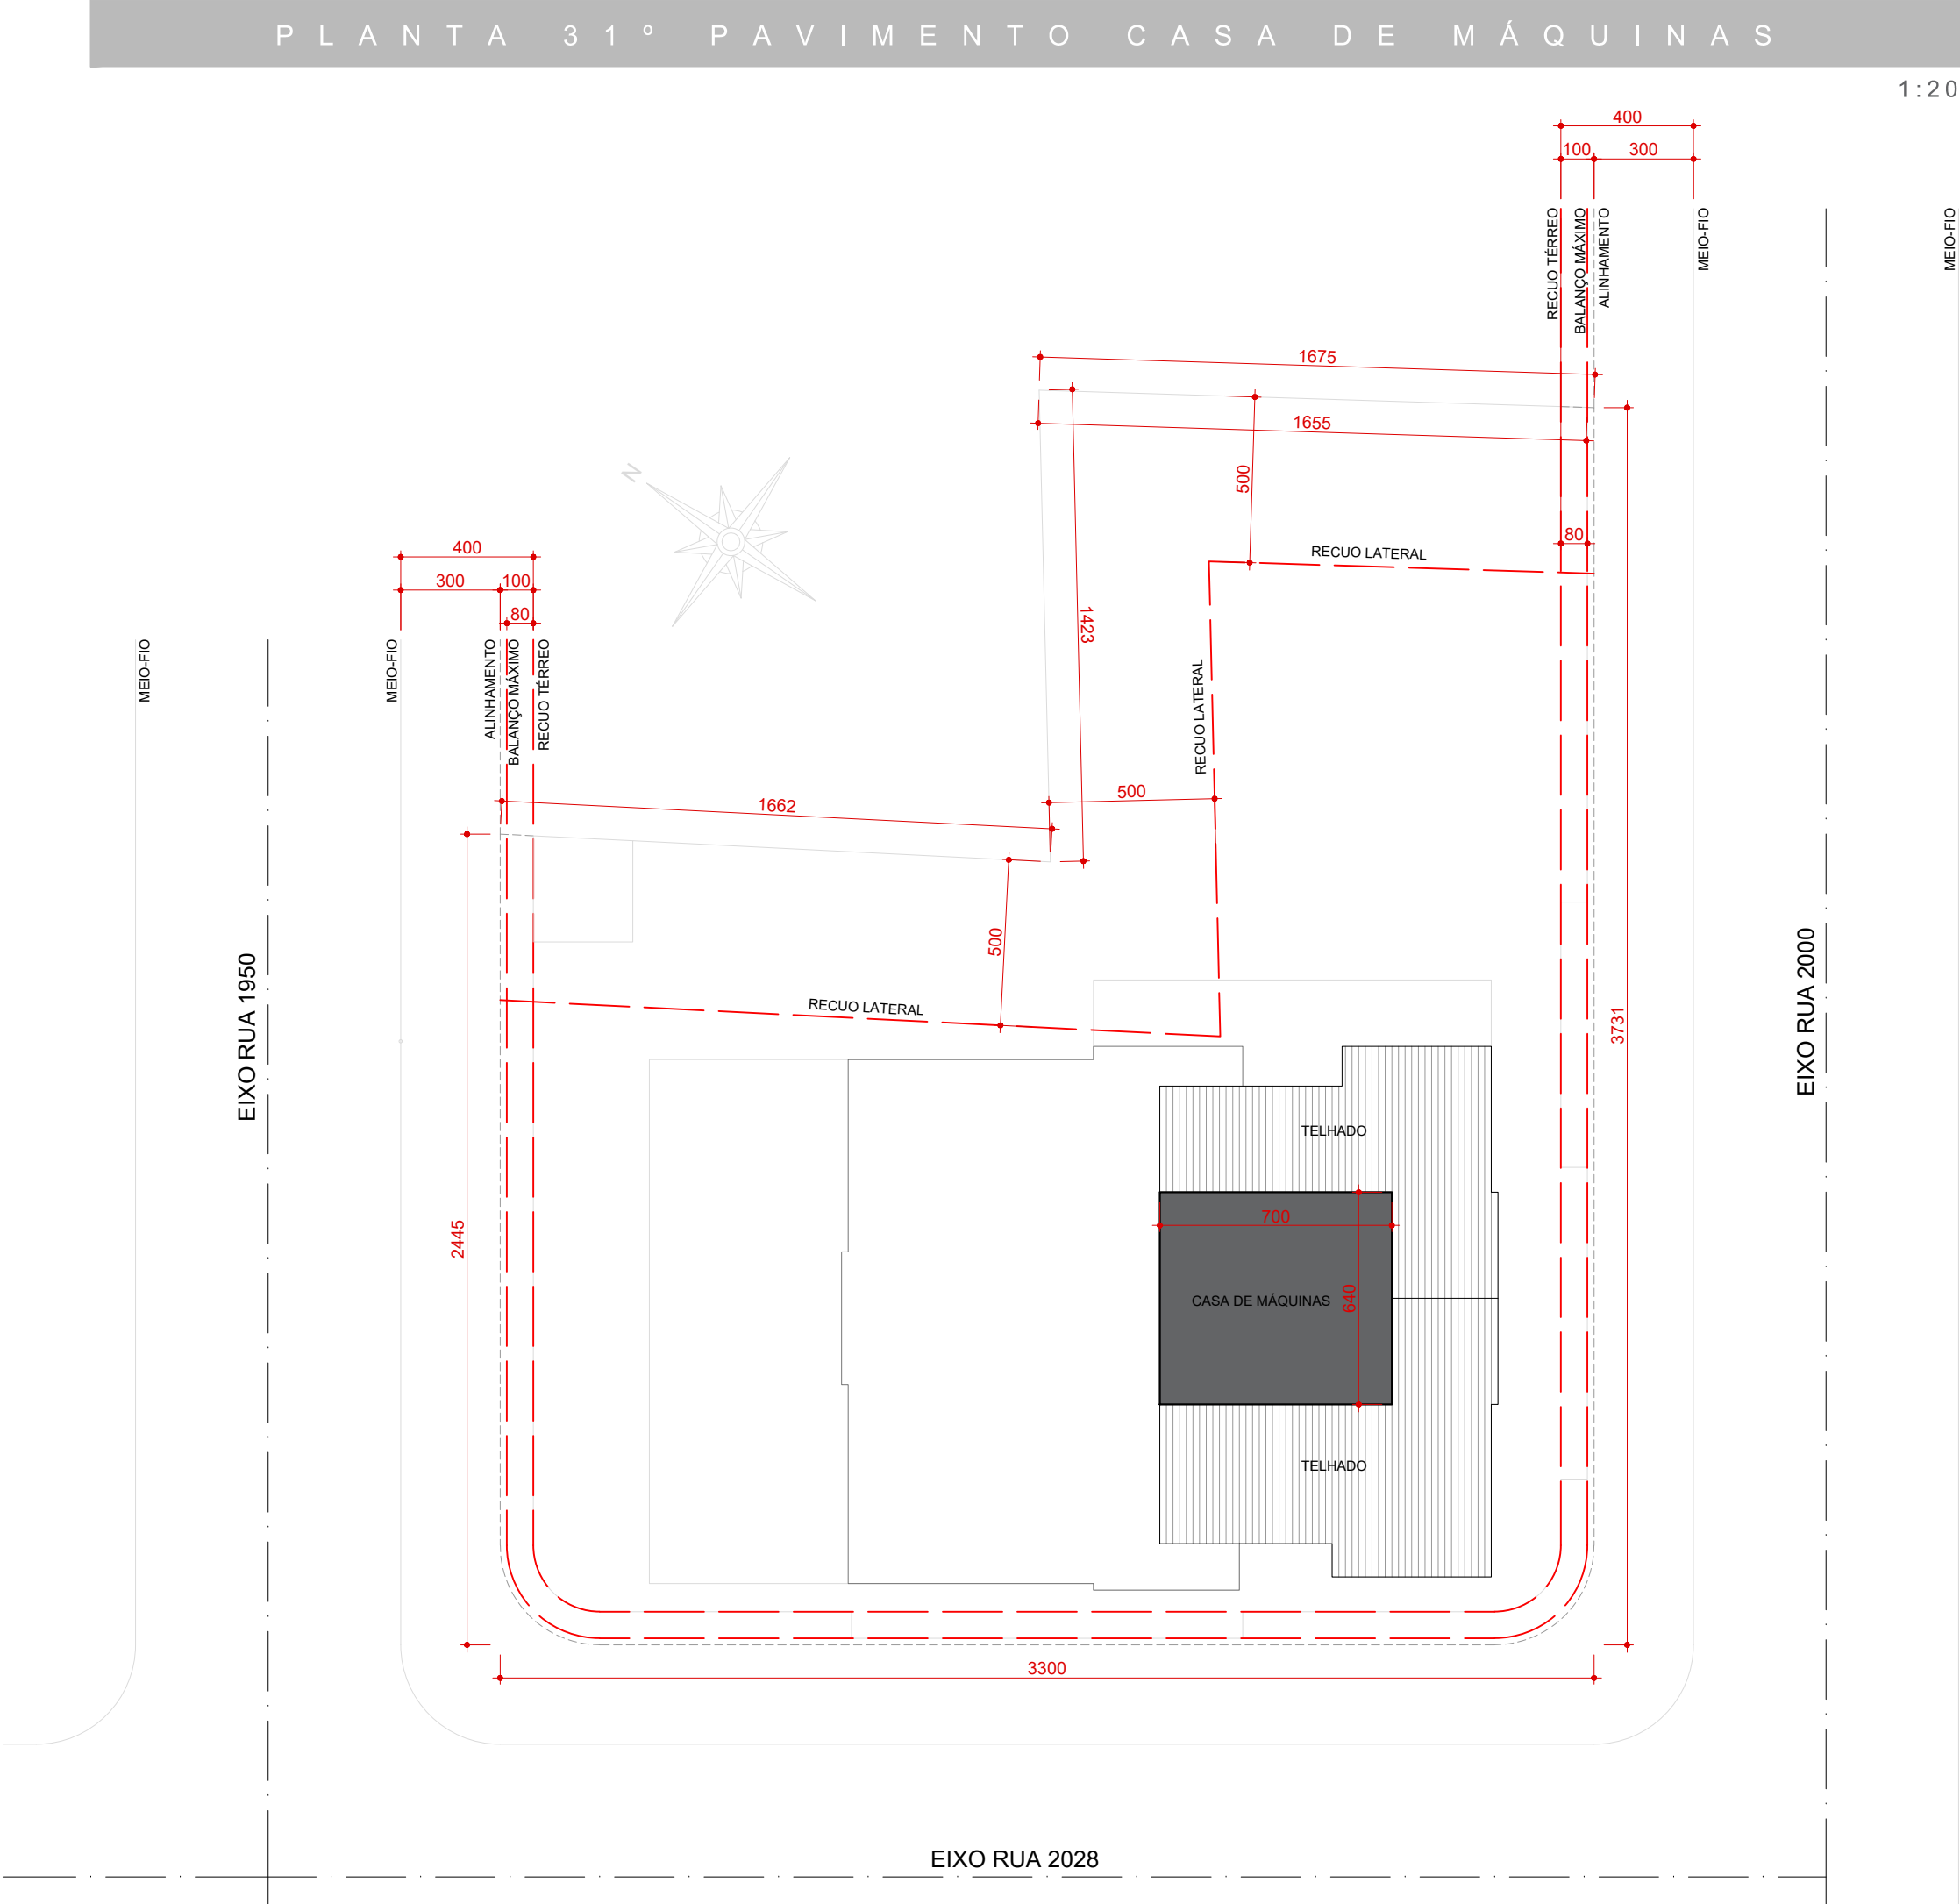 PLANTA 31º PAVIMENTO CASA DE MÁQUINAS
1:20
400
100
300
RECUO TÉRREO
BALANÇO MÁXIMO
ALINHAMENTO
MEIO-FIO
MEIO-FIO
1675
1655
500
N
80
RECUO LATERAL
400
300
100
80
1423
MEIO-FIO
MEIO-FIO
ALINHAMENTO
BALANÇO MÁXIMO
RECUO TÉRREO
RECUO LATERAL
1662
500
500
RECUO LATERAL
EIXO RUA 1950
EIXO RUA 2000
3731
TELHADO
2445
700
640
CASA DE MÁQUINAS
TELHADO
3300
EIXO RUA 2028